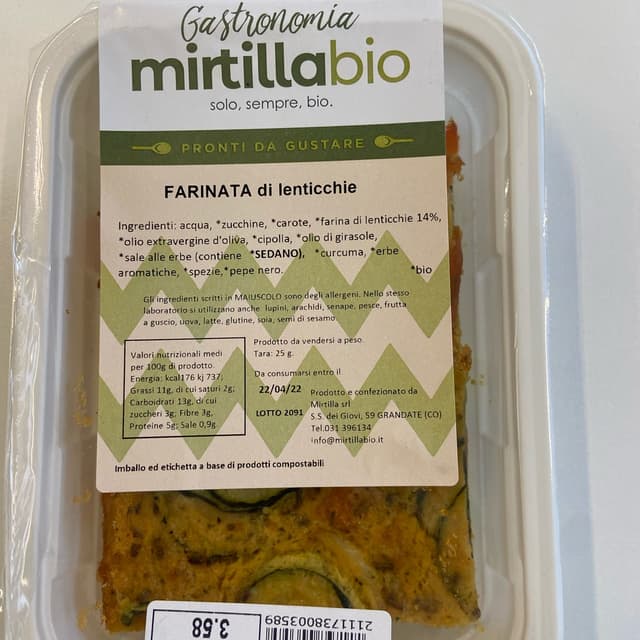 Gastronomia
mirtillabio
solo, sempre, bio.
PRONTI DA GUSTARE
FARINATA di lenticchie
Ingredienti: acqua, *zucchine, *carote, *farina di lenticchie 14%,
*olio extravergine d'oliva, *cipolla, *olio di girasole,
*sale alle erbe (contiene *SEDANO), *curcuma, *erbe
aromatiche, *spezie,*pepe nero. *bio
Gli ingredienti scritti in MAIUSCOLO sono degli allergeni. Nello stesso
laboratorio si utilizzano anche lupini, arachidi, senape, pesce, frutta
a guscio, uova, latte, glutine, soia, semi di sesamo.
Valori nutrizionali medi
per 100g di prodotto.
Energia: kcal176 kj 737;
Grassi 11g, di cui saturi 2g;
Carboidrati 13g, di cui
zuccheri 3g; Fibre 3g,
Proteine 5g; Sale 0,9g
Prodotto da vendersi a peso.
Tara: 25 g.
Da consumarsi entro il
22/04/22
LOTTO 2091
Prodotto e confezionato da
Mirtilla srl
S.S. dei Giovi, 59 GRANDATE (CO)
Tel.031 396134
info@mirtillabio.it
Imballo ed etichetta a base di prodotti compostabili
3.58
2111738003589